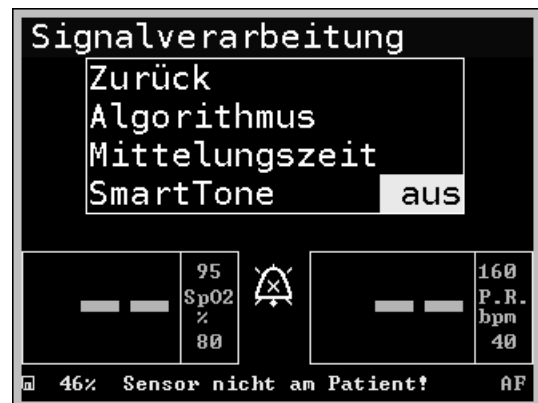 Signalverarbeitung
Zurück
Algorithmus
Mittelungszeit
SmartTone aus
-- 95 SpO2 % 80
-- 160 P.R. bpm 40
46% Sensor nicht am Patient! AF